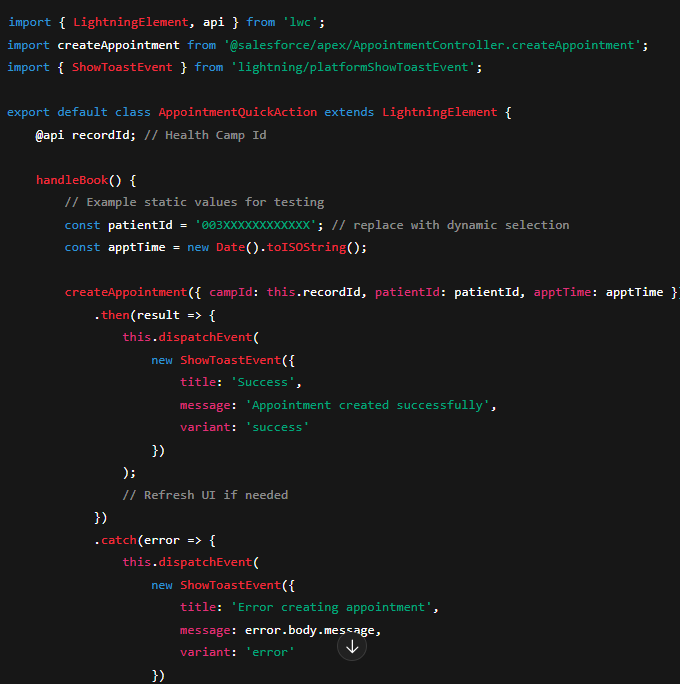 import { LightningElement, api } from 'lwc';
import createAppointment from '@salesforce/apex/AppointmentController.createAppointment';
import { ShowToastEvent } from 'lightning/platformShowToastEvent';
export default class AppointmentQuickAction extends LightningElement {
@api recordId; // Health Camp Id
handleBook() {
// Example static values for testing
const patientId = '003XXXXXXXXXXXX'; // replace with dynamic selection
const apptTime = new Date().toISOString();
createAppointment({ campId: this.recordId, patientId: patientId, apptTime: apptTime })
.then(result => {
this.dispatchEvent(
new ShowToastEvent({
title: 'Success',
message: 'Appointment created successfully',
variant: 'success'
})
);
// Refresh UI if needed
})
.catch(error => {
this.dispatchEvent(
new ShowToastEvent({
title: 'Error creating appointment',
message: error.body.message,
variant: 'error'
})